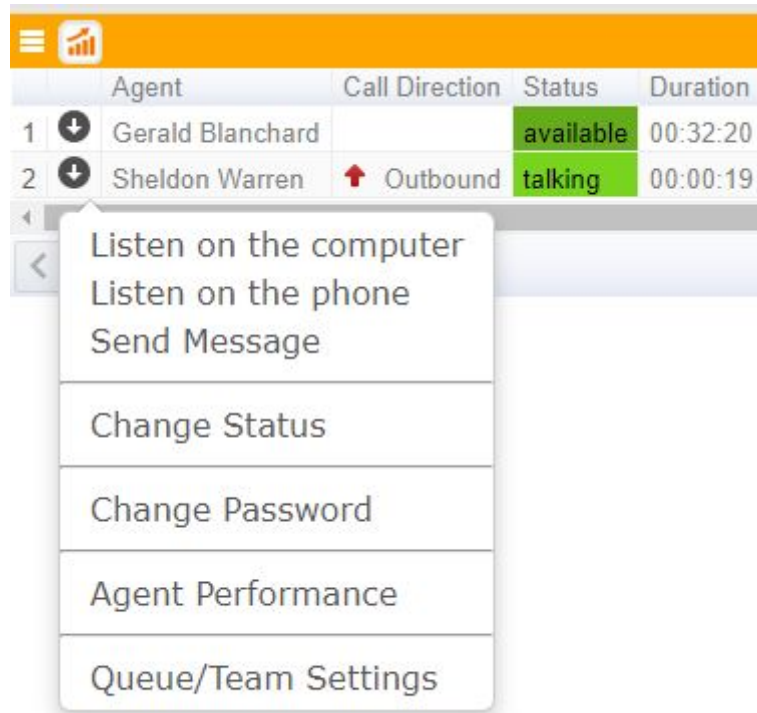 Agent Call Direction Status Duration
1 Gerald Blanchard available 00:32:20
2 Sheldon Warren Outbound talking 00:00:19
Listen on the computer
Listen on the phone
Send Message
Change Status
Change Password
Agent Performance
Queue/Team Settings